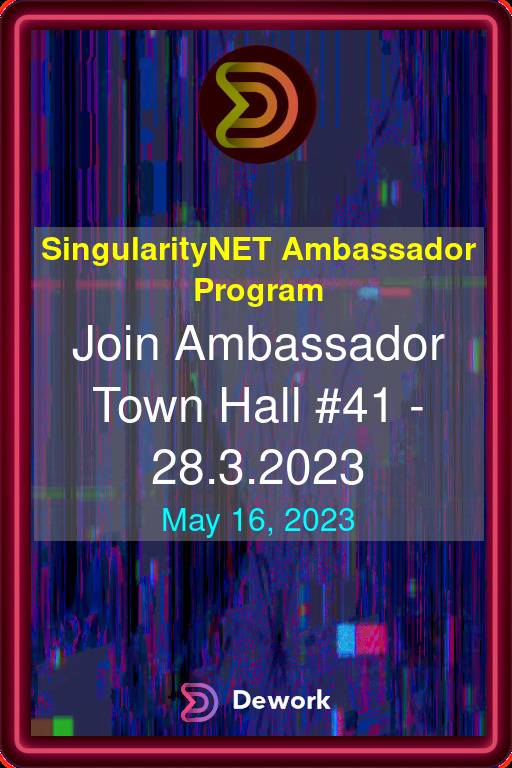 SingularityNET Ambassador
Program
Join Ambassador
Town Hall #41 -
28.3.2023
May 16, 2023
Dework